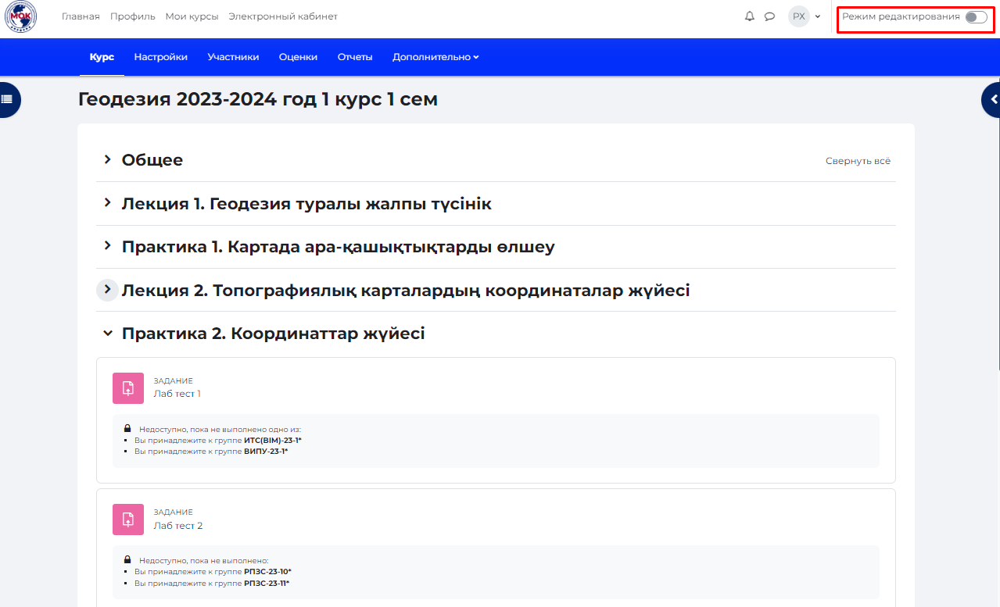 МОК
Главная Профиль Мои курсы Электронный кабинет
РХ
Режим редактирования
Курс Настройки Участники Оценки Отчеты Дополнительно
Геодезия 2023-2024 год 1 курс 1 сем
Общее
Свернуть всё
Лекция 1. Геодезия туралы жалпы түсінік
Практика 1. Картада ара-қашықтықтарды өлшеу
Лекция 2. Топографиялық карталардың координаталар жүйесі
Практика 2. Координаттар жүйесі
ЗАДАНИЕ
Лаб тест 1
Недоступно, пока не выполнено одно из:
Вы принадлежите к группе ИТС(BIM)-23-1*
Вы принадлежите к группе ВИПУ-23-1*
ЗАДАНИЕ
Лаб тест 2
Недоступно, пока не выполнено:
Вы принадлежите к группе РПЗС-23-10*
Вы принадлежите к группе РПЗС-23-11*